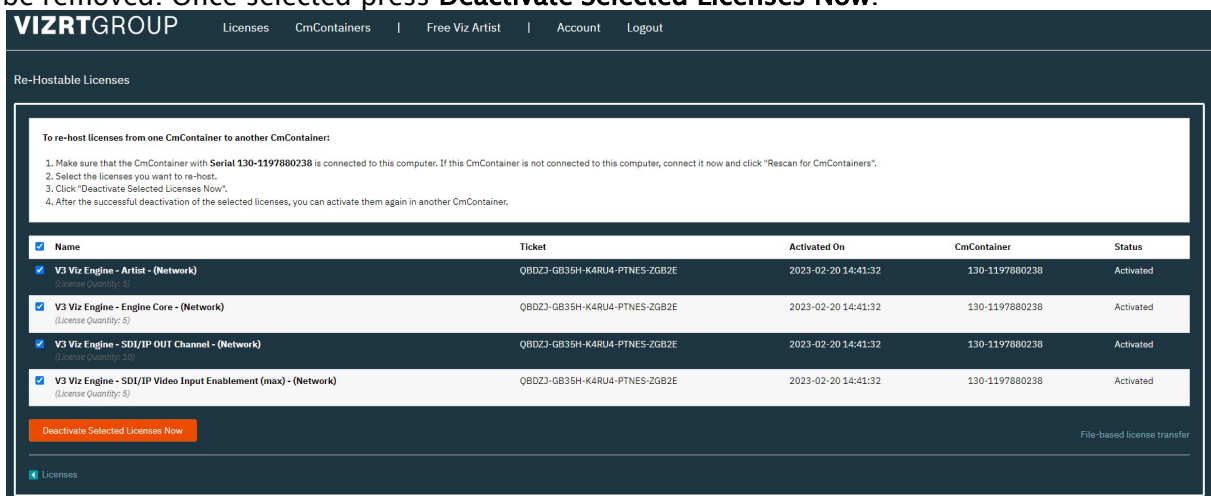 be removed. Once selected press Deactivate Selected Licenses Now.
VIZRTGROUP Licenses CmContainers | Free Viz Artist | Account Logout
Re-Hostable Licenses
To re-host licenses from one CmContainer to another CmContainer:
1. Make sure that the CmContainer with Serial 130-1197880238 is connected to this computer. If this CmContainer is not connected to this computer, connect it now and click "Rescan for CmContainers".
2. Select the licenses you want to re-host.
3. Click "Deactivate Selected Licenses Now".
4. After the successful deactivation of the selected licenses, you can activate them again in another CmContainer.
Name Ticket Activated On CmContainer Status
V3 Viz Engine - Artist - (Network) QBDZJ-GB35H-K4RU4-PTNES-ZGB2E 2023-02-20 14:41:32 130-1197880238 Activated
(License Quantity: 5)
V3 Viz Engine - Engine Core - (Network) QBDZJ-GB35H-K4RU4-PTNES-ZGB2E 2023-02-20 14:41:32 130-1197880238 Activated
(License Quantity: 5)
V3 Viz Engine - SDI/IP OUT Channel - (Network) QBDZJ-GB35H-K4RU4-PTNES-ZGB2E 2023-02-20 14:41:32 130-1197880238 Activated
(License Quantity: 10)
V3 Viz Engine - SDI/IP Video Input Enablement (max) - (Network) QBDZJ-GB35H-K4RU4-PTNES-ZGB2E 2023-02-20 14:41:32 130-1197880238 Activated
(License Quantity: 5)
Deactivate Selected Licenses Now
File-based license transfer
Licenses